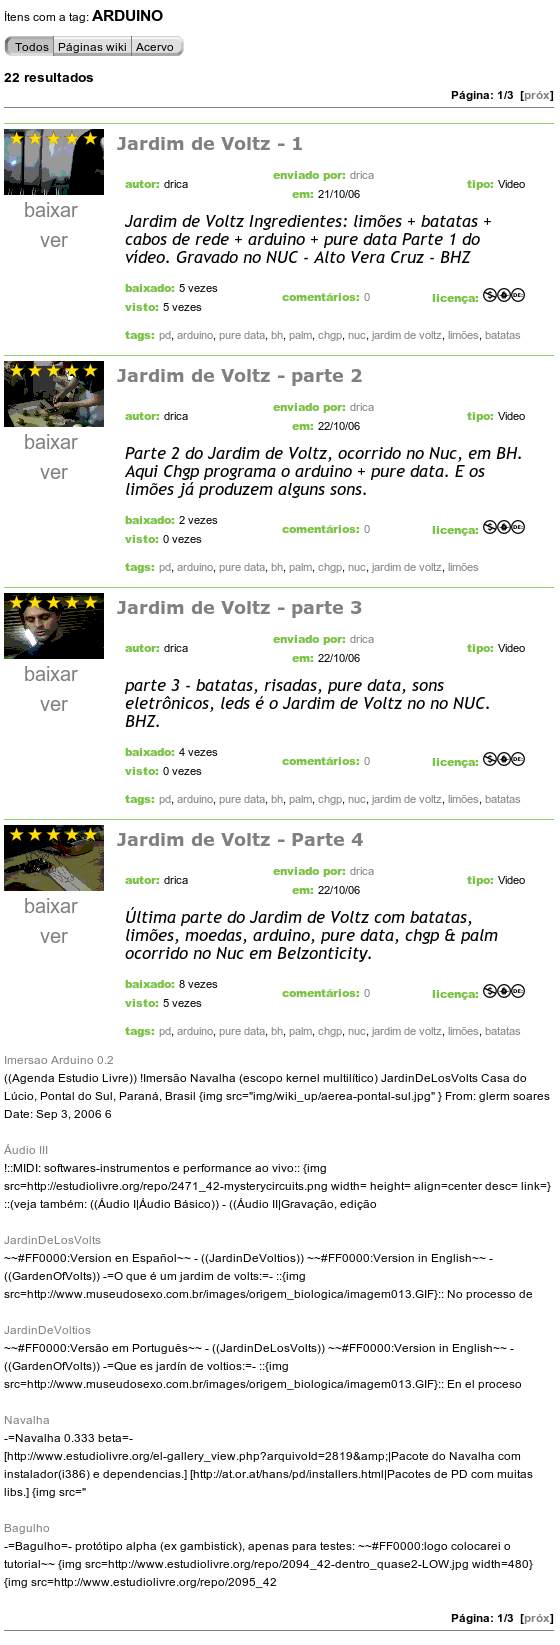 Ítens com a tag: ARDUINO
Todos Páginas wiki Acervo
22 resultados
Página: 1/3 [próx]
Jardim de Voltz - 1
baixar
ver
autor: drica
enviado por: drica
em: 21/10/06
tipo: Video
Jardim de Voltz Ingredientes: limões + batatas +
cabos de rede + arduino + pure data Parte 1 do
vídeo. Gravado no NUC - Alto Vera Cruz - BHZ
baixado: 5 vezes
visto: 5 vezes
comentários: 0
licença:
tags: pd, arduino, pure data, bh, palm, chgp, nuc, jardim de voltz, limões, batatas
Jardim de Voltz - parte 2
baixar
ver
autor: drica
enviado por: drica
em: 22/10/06
tipo: Video
Parte 2 do Jardim de Voltz, ocorrido no Nuc, em BH.
Aqui Chgp programa o arduino + pure data. E os
limões já produzem alguns sons.
baixado: 2 vezes
visto: 0 vezes
comentários: 0
licença:
tags: pd, arduino, pure data, bh, palm, chgp, nuc, jardim de voltz, limões
Jardim de Voltz - parte 3
baixar
ver
autor: drica
enviado por: drica
em: 22/10/06
tipo: Video
parte 3 - batatas, risadas, pure data, sons
eletrônicos, leds é o Jardim de Voltz no no NUC.
BHZ.
baixado: 4 vezes
visto: 0 vezes
comentários: 0
licença:
tags: pd, arduino, pure data, bh, palm, chgp, nuc, jardim de voltz, limões, batatas
Jardim de Voltz - Parte 4
baixar
ver
autor: drica
enviado por: drica
em: 22/10/06
tipo: Video
Última parte do Jardim de Voltz com batatas,
limões, moedas, arduino, pure data, chgp & palm
ocorrido no Nuc em Belzonticity.
baixado: 8 vezes
visto: 5 vezes
comentários: 0
licença:
tags: pd, arduino, pure data, bh, palm, chgp, nuc, jardim de voltz, limões, batatas
Imersao Arduino 0.2
((Agenda Estudio Livre)) !Imersão Navalha (escopo kernel multilítico) JardinDeLosVolts Casa do
Lúcio, Pontal do Sul, Paraná, Brasil {img src="img/wiki_up/aerea-pontal-sul.jpg" } From: glerm soares
Date: Sep 3, 2006 6
Áudio III
!::MIDI: softwares-instrumentos e performance ao vivo:: {img
src=http://estudiolivre.org/repo/2471_42-mysterycircuits.png width= height= align=center desc= link=}
::(veja também: ((Áudio I|Áudio Básico)) - ((Áudio II|Gravação, edição
JardinDeLosVolts
~~#FF0000:Version en Español~~ - ((JardinDeVoltios)) ~~#FF0000:Version in English~~ -
((GardenOfVolts)) -=O que é um jardim de volts:=- ::{img
src=http://www.museudosexo.com.br/images/origem_biologica/imagem013.GIF}:: No processo de
JardinDeVoltios
~~#FF0000:Versão em Português~~ - ((JardinDeLosVolts)) ~~#FF0000:Version in English~~ -
((GardenOfVolts)) -=Que es jardín de voltios:=- ::{img
src=http://www.museudosexo.com.br/images/origem_biologica/imagem013.GIF}:: En el proceso
Navalha
-=Navalha 0.333 beta=-
[http://www.estudiolivre.org/el-gallery_view.php?arquivoId=2819&amp;|Pacote do Navalha com
instalador(i386) e dependencias.] [http://at.or.at/hans/pd/installers.html|Pacotes de PD com muitas
libs.] {img src="
Bagulho
-=Bagulho=- protótipo alpha (ex gambistick), apenas para testes: ~~#FF0000:logo colocarei o
tutorial~~ {img src=http://www.estudiolivre.org/repo/2094_42-dentro_quase2-LOW.jpg width=480}
{img src=http://www.estudiolivre.org/repo/2095_42
Página: 1/3 [próx]